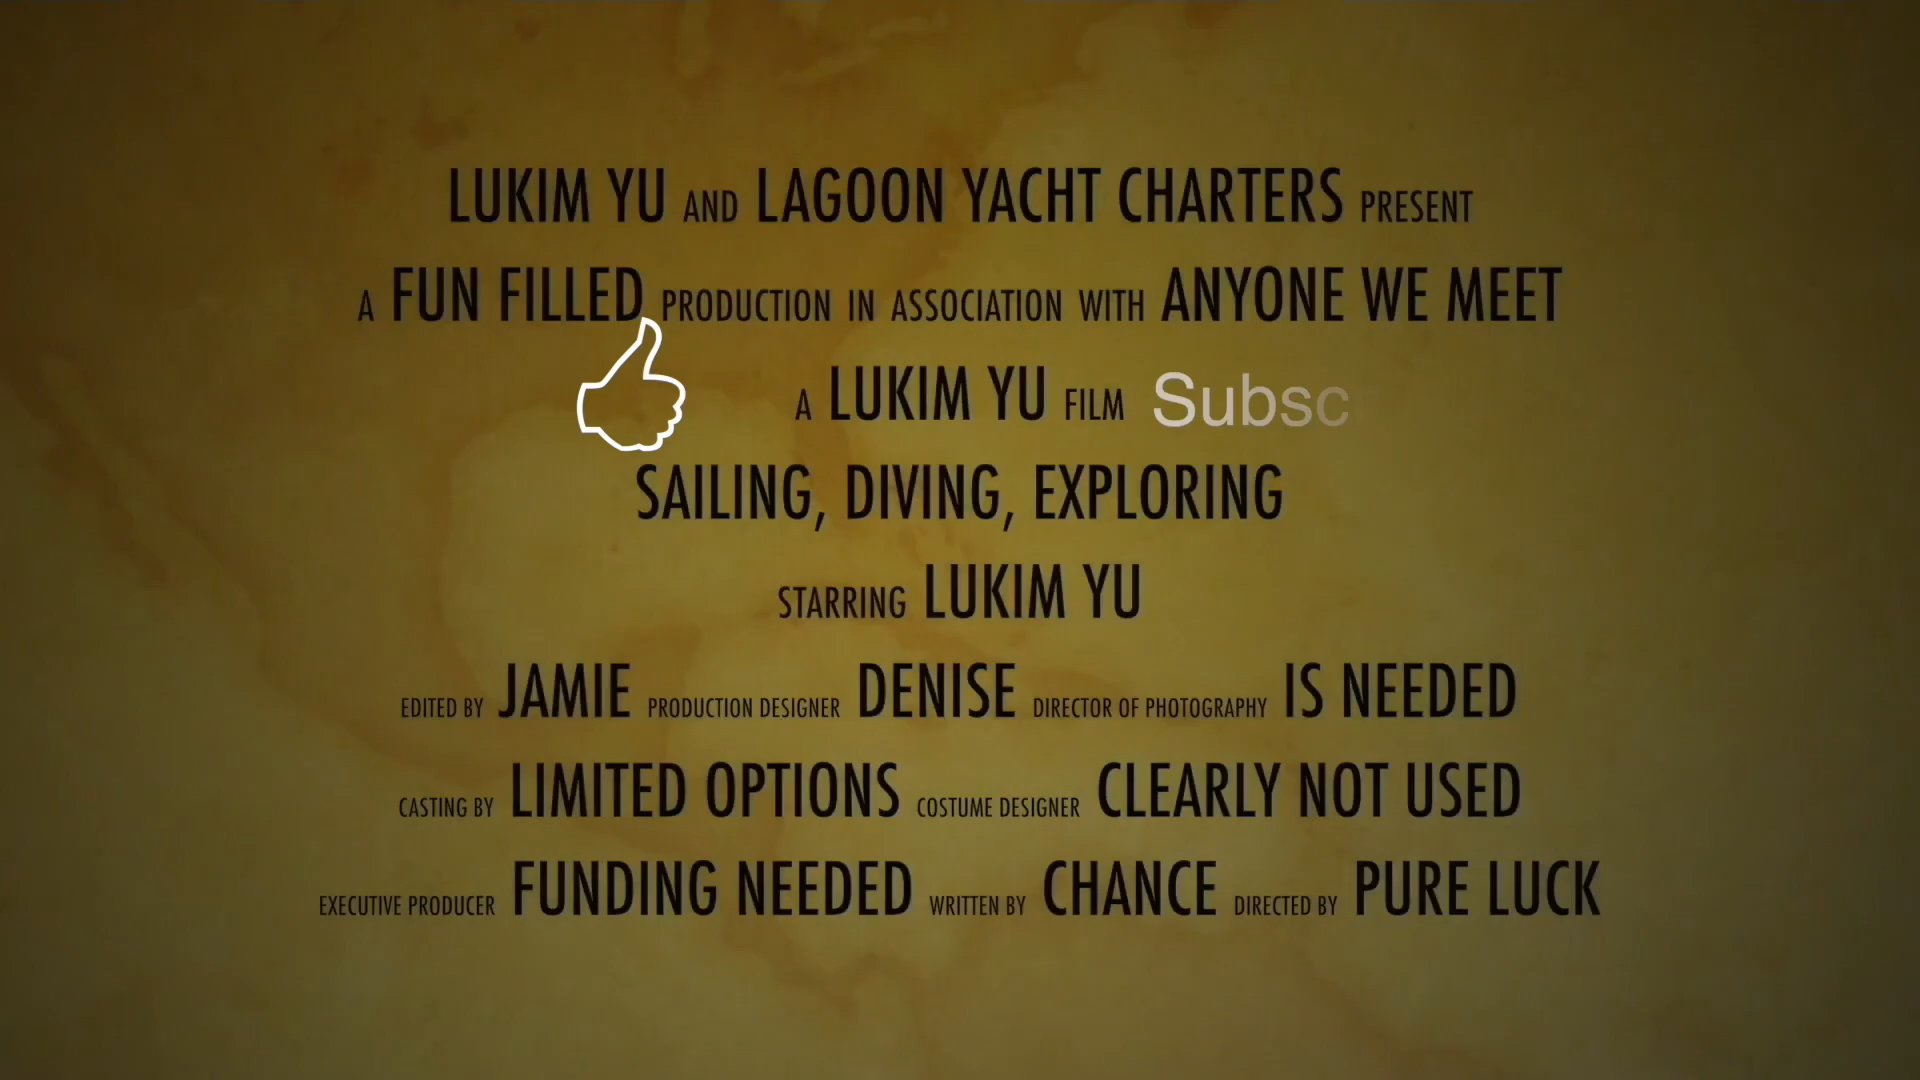 LUKIM YU AND LAGOON YACHT CHARTERS PRESENT
A FUN FILLED PRODUCTION IN ASSOCIATION WITH ANYONE WE MEET
A LUKIM YU FILM
Subsc
SAILING, DIVING, EXPLORING
STARRING LUKIM YU
EDITED BY JAMIE PRODUCTION DESIGNER DENISE DIRECTOR OF PHOTOGRAPHY IS NEEDED
CASTING BY LIMITED OPTIONS COSTUME DESIGNER CLEARLY NOT USED
EXECUTIVE PRODUCER FUNDING NEEDED WRITTEN BY CHANCE DIRECTED BY PURE LUCK